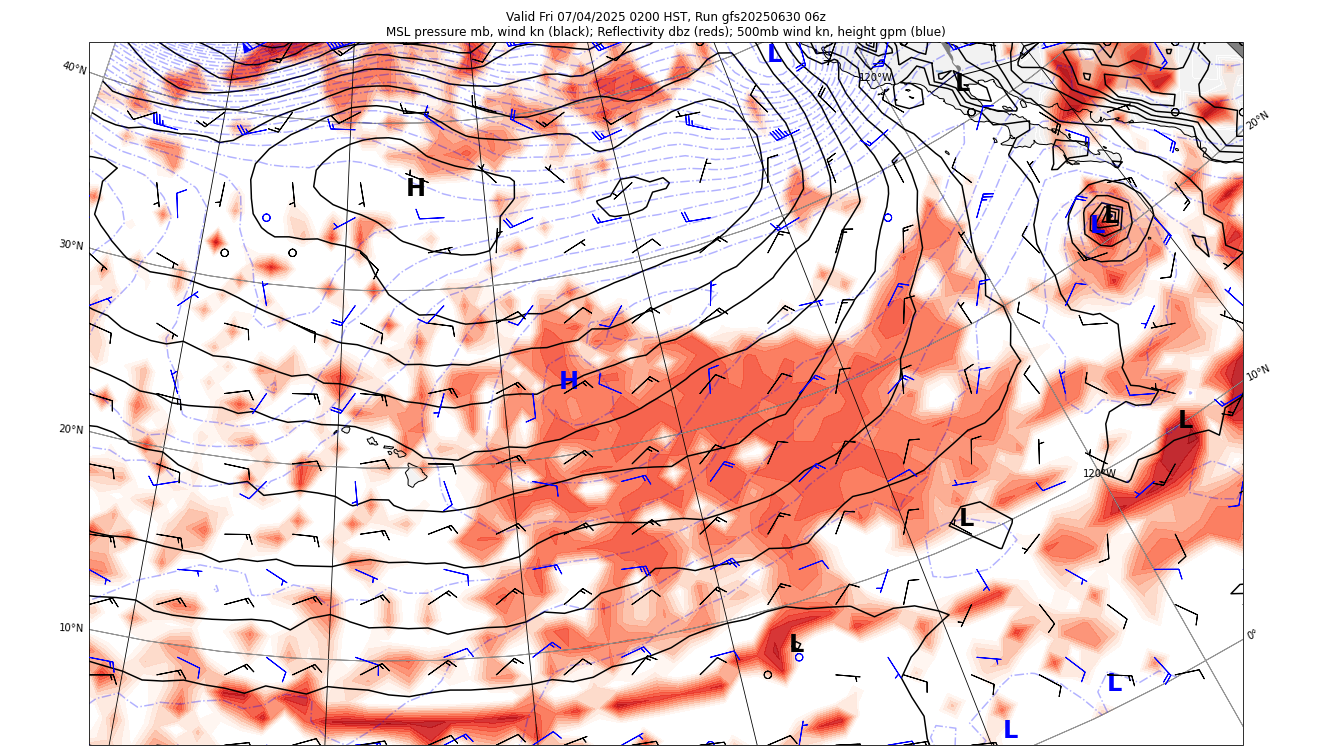 Valid Fri 07/04/2025 0200 HST, Run gfs20250630 06z
MSL pressure mb, wind kn (black); Reflectivity dbz (reds); 500mb wind kn, height gpm (blue)
L
40°N
120°W
L
20°N
H
L
L
30°N
10°N
H
L
20°N
120°W
L
10°N
0°
L
L
L